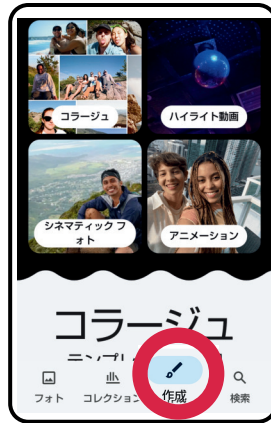 コラージュ
ハイライト動画
シネマティック フ
ォト
アニメーション
コラージュ
フォト
コレクション
作成
検索